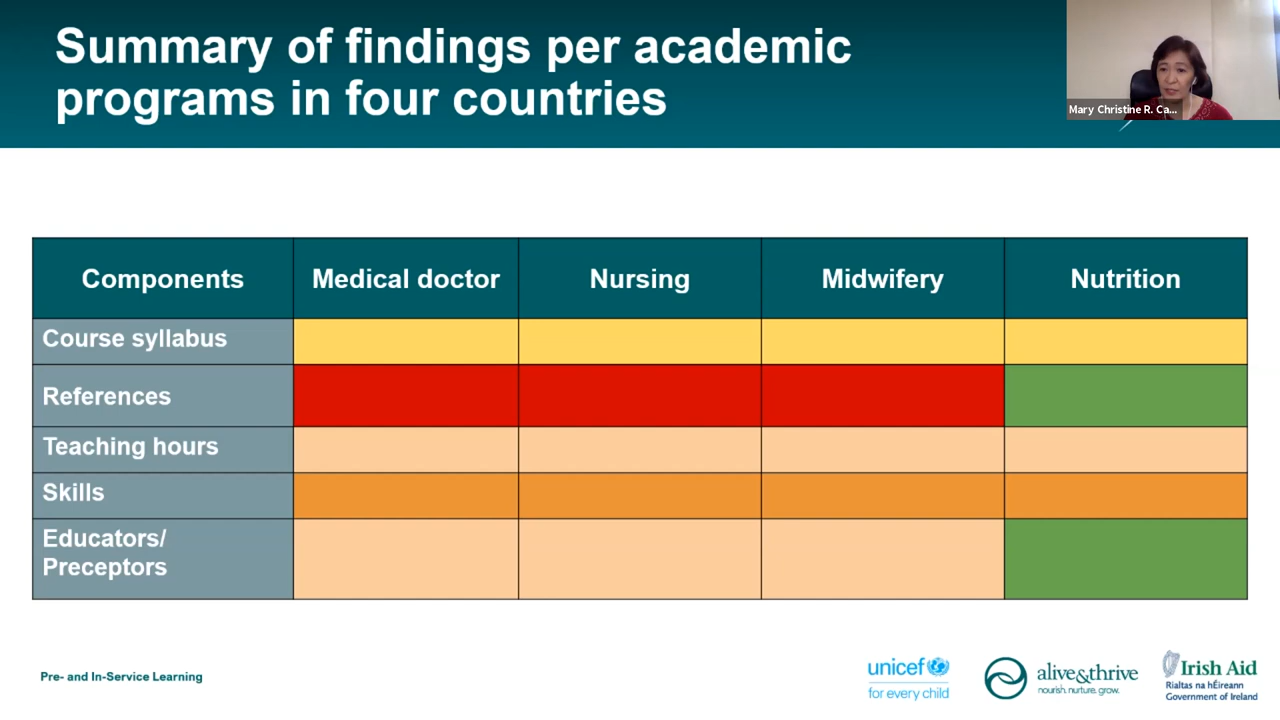 Summary of findings per academic
programs in four countries
Mary Christine R. Ca...
Components Medical doctor Nursing Midwifery Nutrition
Course syllabus
References
Teaching hours
Skills
Educators/
Preceptors
Pre- and In-Service Learning
unicef
for every child
alive&thrive
nourish. nurture. grow.
Irish Aid
Rialtas na hÉireann
Government of Ireland